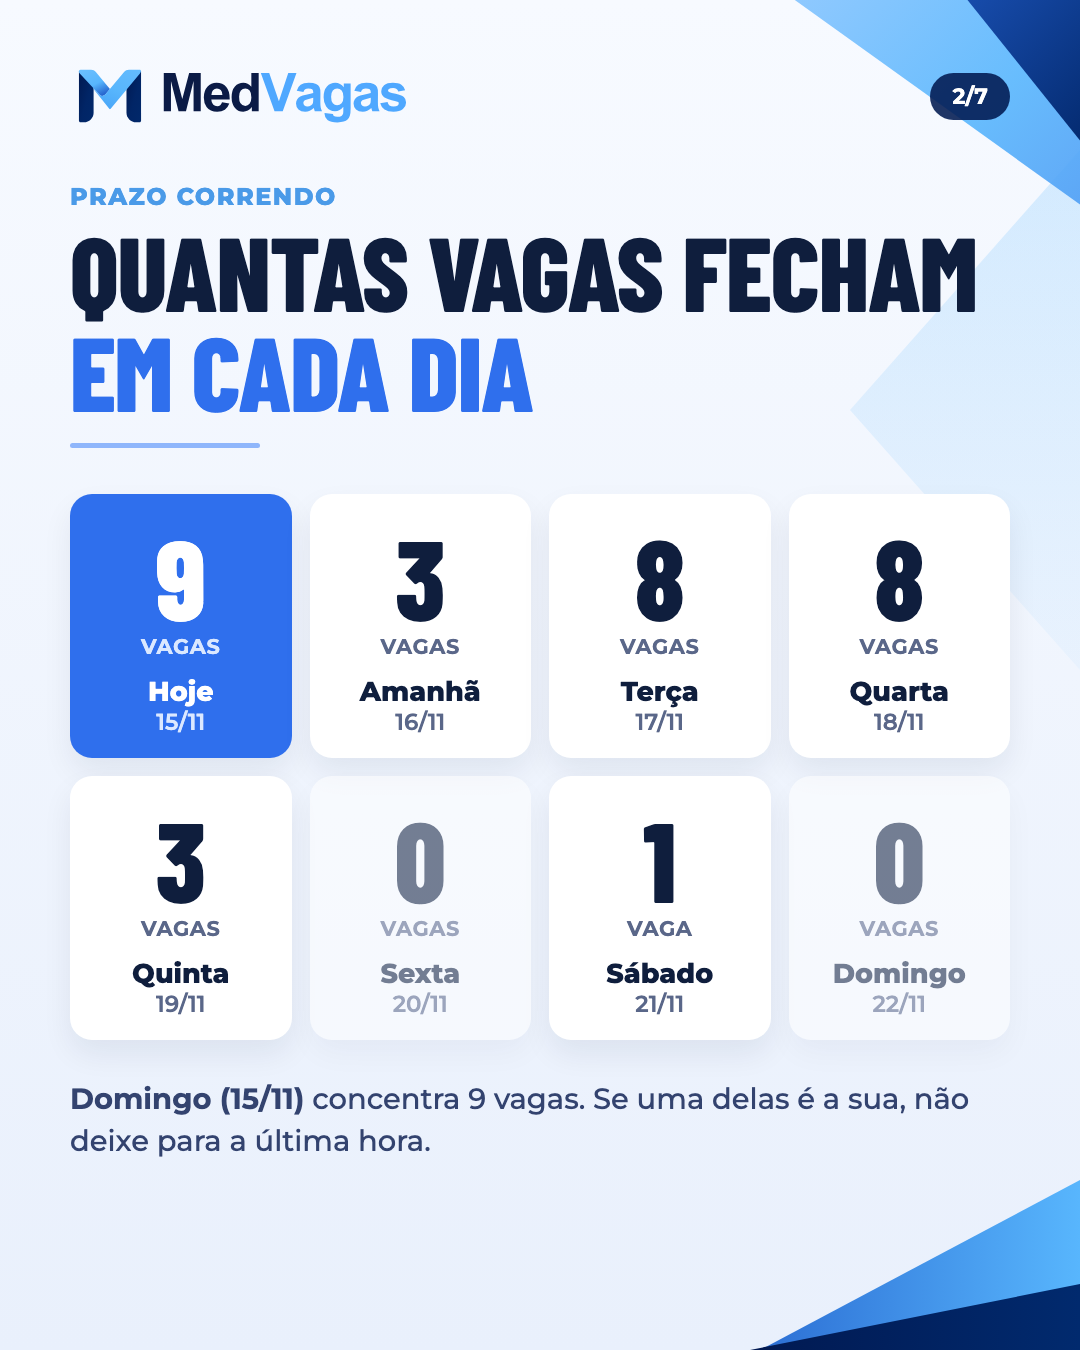 MedVagas
2/7
PRAZO CORRENDO
QUANTAS VAGAS FECHAM
EM CADA DIA
9
VAGAS
Hoje
15/11
3
VAGAS
Amanhã
16/11
8
VAGAS
Terça
17/11
8
VAGAS
Quarta
18/11
3
VAGAS
Quinta
19/11
0
VAGAS
Sexta
20/11
1
VAGA
Sábado
21/11
0
VAGAS
Domingo
22/11
Domingo (15/11) concentra 9 vagas. Se uma delas é a sua, não
deixe para a última hora.